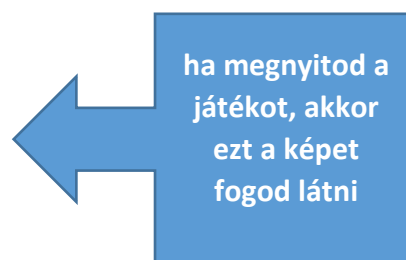 ha megnyitod a
játékot, akkor
ezt a képet
fogod látni